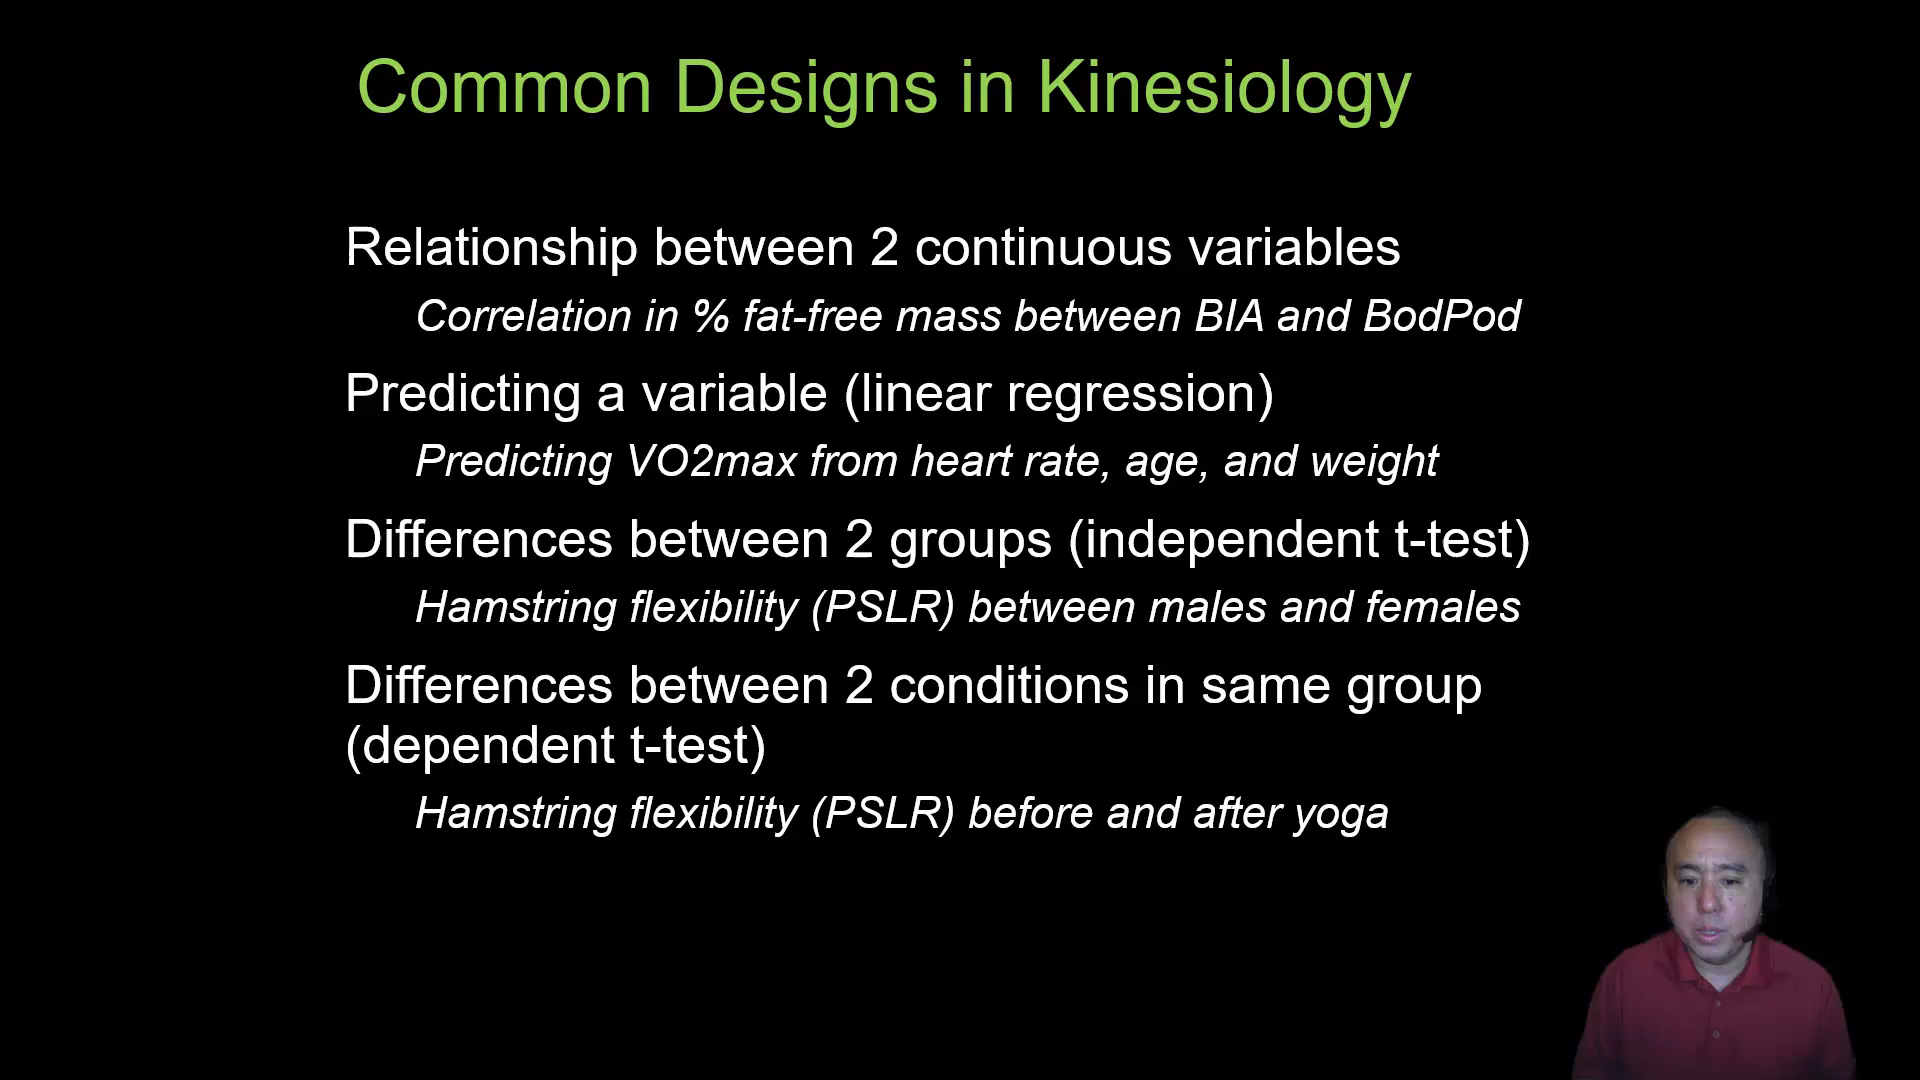 Common Designs in Kinesiology
Relationship between 2 continuous variables
Correlation in % fat-free mass between BIA and BodPod
Predicting a variable (linear regression)
Predicting VO2max from heart rate, age, and weight
Differences between 2 groups (independent t-test)
Hamstring flexibility (PSLR) between males and females
Differences between 2 conditions in same group
(dependent t-test)
Hamstring flexibility (PSLR) before and after yoga